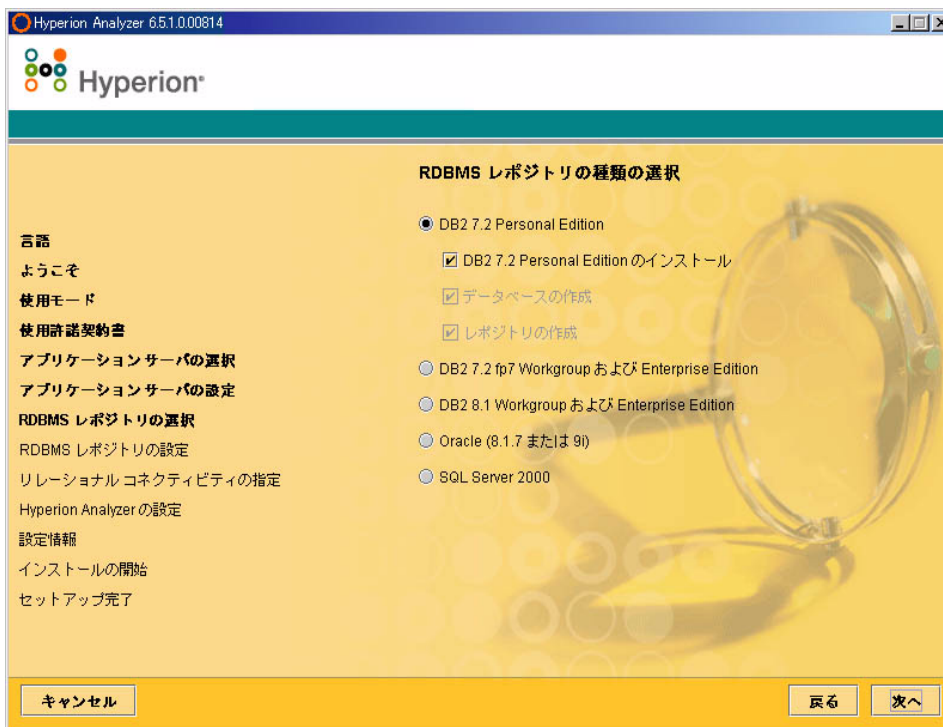 Hyperion Analyzer 6.5.1.0.00814
Hyperion®
言語
ようこそ
使用モード
使用許諾契約書
アプリケーション サーバの選択
アプリケーション サーバの設定
RDBMS レポジトリの選択
RDBMS レポジトリの設定
リレーショナル コネクティビティの指定
Hyperion Analyzer の設定
設定情報
インストールの開始
セットアップ完了
RDBMS レポジトリの種類の選択
DB2 7.2 Personal Edition
DB2 7.2 Personal Edition のインストール
データベースの作成
レポジトリの作成
DB2 7.2 fp7 Workgroup および Enterprise Edition
DB2 8.1 Workgroup および Enterprise Edition
Oracle (8.1.7 または 9i)
SQL Server 2000
キャンセル
戻る
次へ